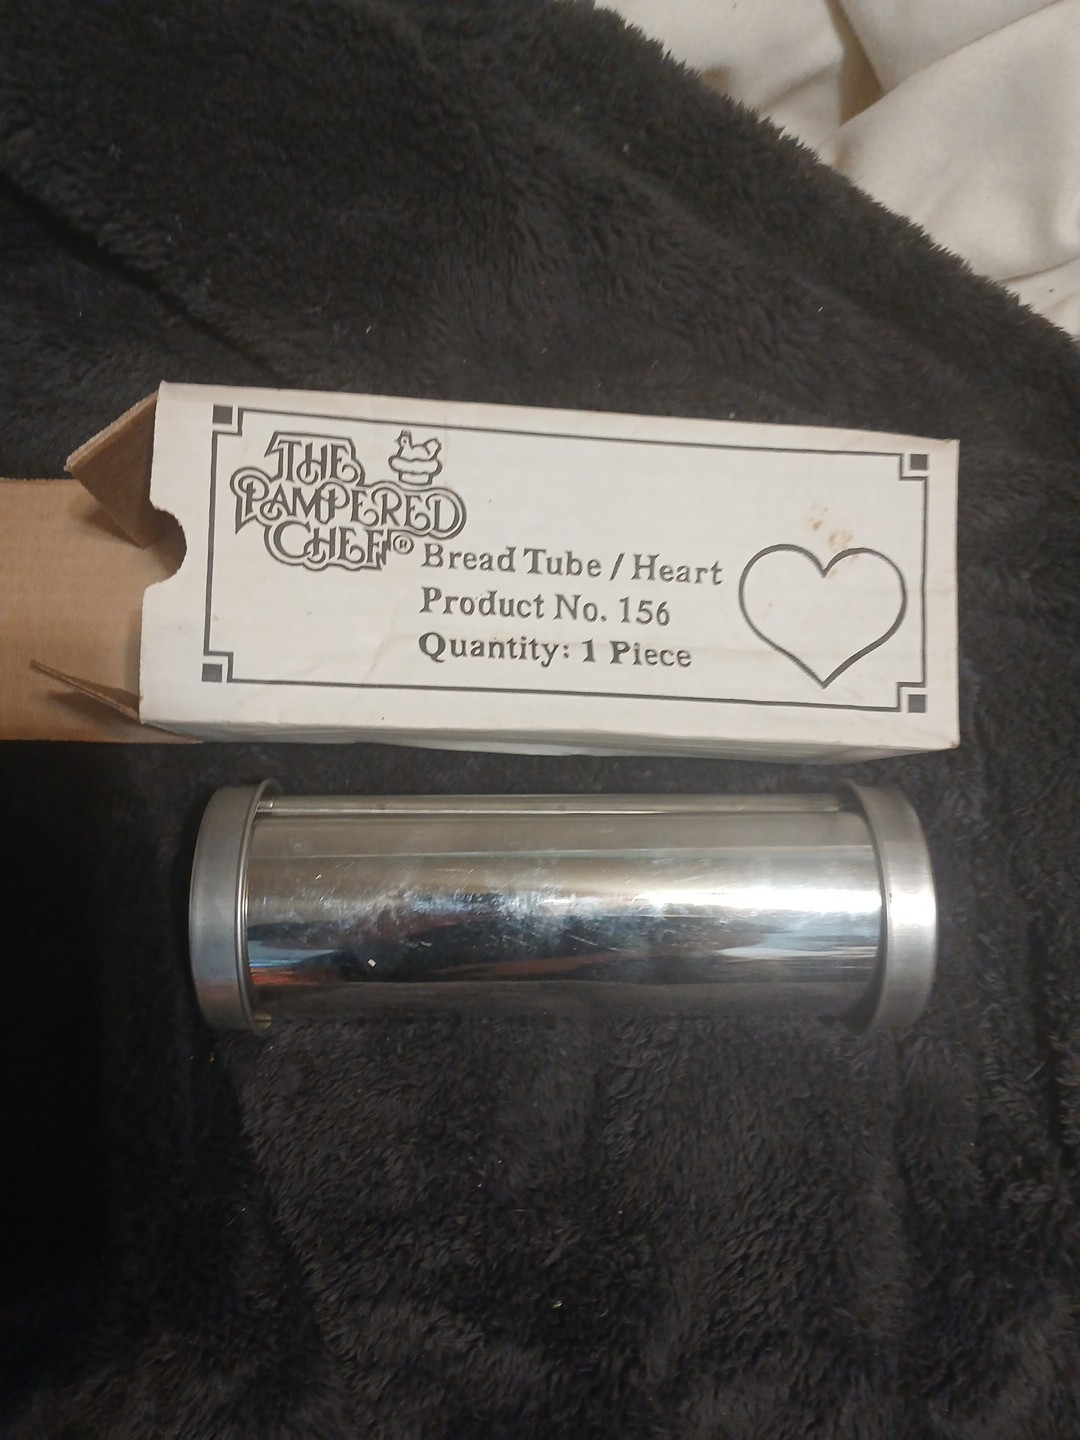 THE
PAMPERED
CHEF®
Bread Tube / Heart
Product No. 156
Quantity: 1 Piece